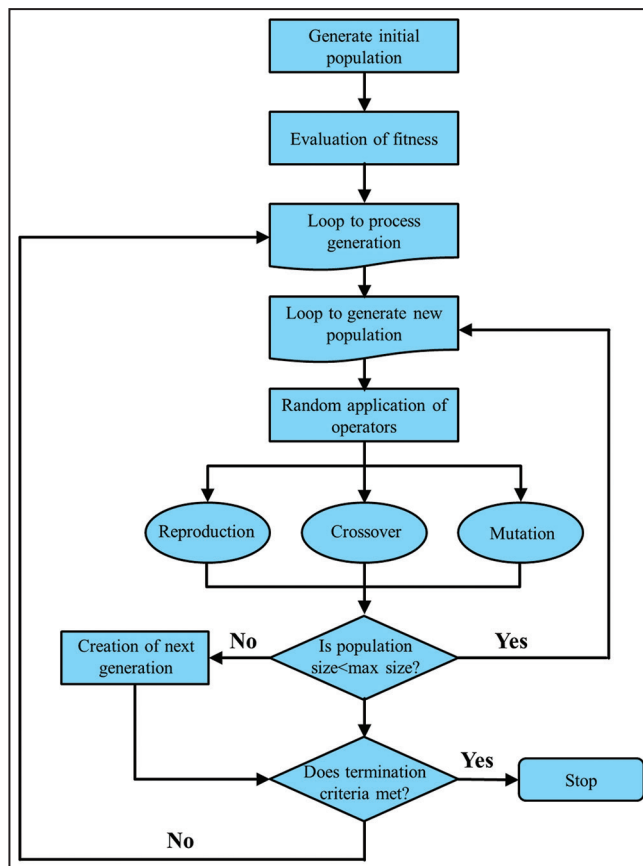 Generate initial
population
Evaluation of fitness
Loop to process
generation
Loop to generate new
population
Random application of
operators
Reproduction
Crossover
Mutation
Creation of next
generation
No
Is population
size<max size?
Yes
Does termination
criteria met?
Yes
Stop
No